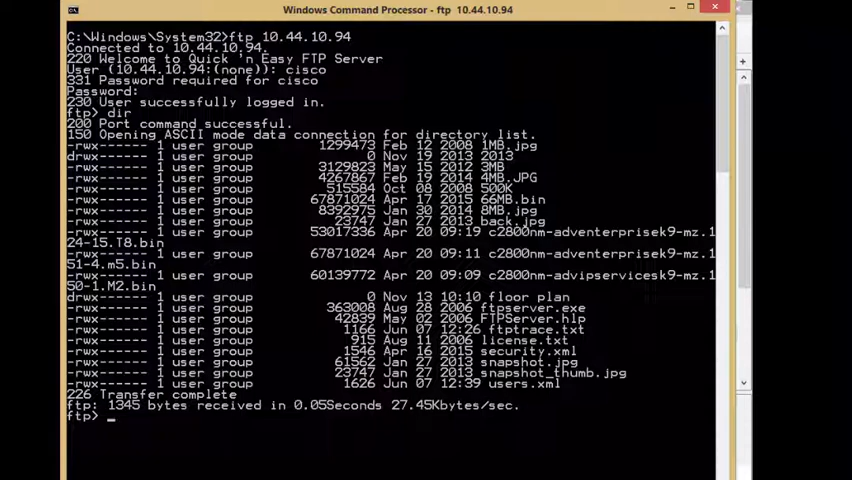 Windows Command Processor - ftp 10.44.10.94
C:\Windows\System32>ftp 10.44.10.94
Connected to 10.44.10.94.
220 Welcome to Quick 'n Easy FTP Server
User (10.44.10.94:(none)): cisco
331 Password required for cisco
Password:
230 User successfully logged in.
ftp> dir
200 Port command successful.
150 Opening ASCII mode data connection for directory list.
-rwx------ 1 user group 1299473 Feb 12 2008 1MB.jpg
drwx------ 1 user group 0 Nov 19 2013 2013
-rwx------ 1 user group 3129823 May 15 2012 3MB
-rwx------ 1 user group 4267867 Feb 19 2014 4MB.JPG
-rwx------ 1 user group 515584 Oct 08 2008 500K
-rwx------ 1 user group 67871024 Apr 17 2015 66MB.bin
-rwx------ 1 user group 8392975 Jan 30 2014 8MB.jpg
-rwx------ 1 user group 23747 Jan 27 2013 back.jpg
-rwx------ 1 user group 53017336 Apr 20 09:19 c2800nm-adventerprisek9-mz.1
24-15.T8.bin
-rwx------ 1 user group 67871024 Apr 20 09:14 c2800nm-adventerprisek9-mz.1
51-4.m5.bin
-rwx------ 1 user group 60139772 Apr 20 09:09 c2800nm-advipservicesk9-mz.1
50-1.M2.bin
drwx------ 1 user group 0 Nov 13 10:10 floor plan
-rwx------ 1 user group 363008 Aug 28 2006 ftpserver.exe
-rwx------ 1 user group 42839 May 02 2006 FTPServer.hlp
-rwx------ 1 user group 1166 Jun 07 12:26 ftptrace.txt
-rwx------ 1 user group 915 Aug 11 2006 license.txt
-rwx------ 1 user group 1546 Apr 16 2015 security.xml
-rwx------ 1 user group 61562 Jan 27 2013 snapshot.jpg
-rwx------ 1 user group 23747 Jan 27 2013 snapshot_thumb.jpg
-rwx------ 1 user group 1626 Jun 07 12:39 users.xml
226 Transfer complete
ftp: 1345 bytes received in 0.05Seconds 27.45Kbytes/sec.
ftp> _